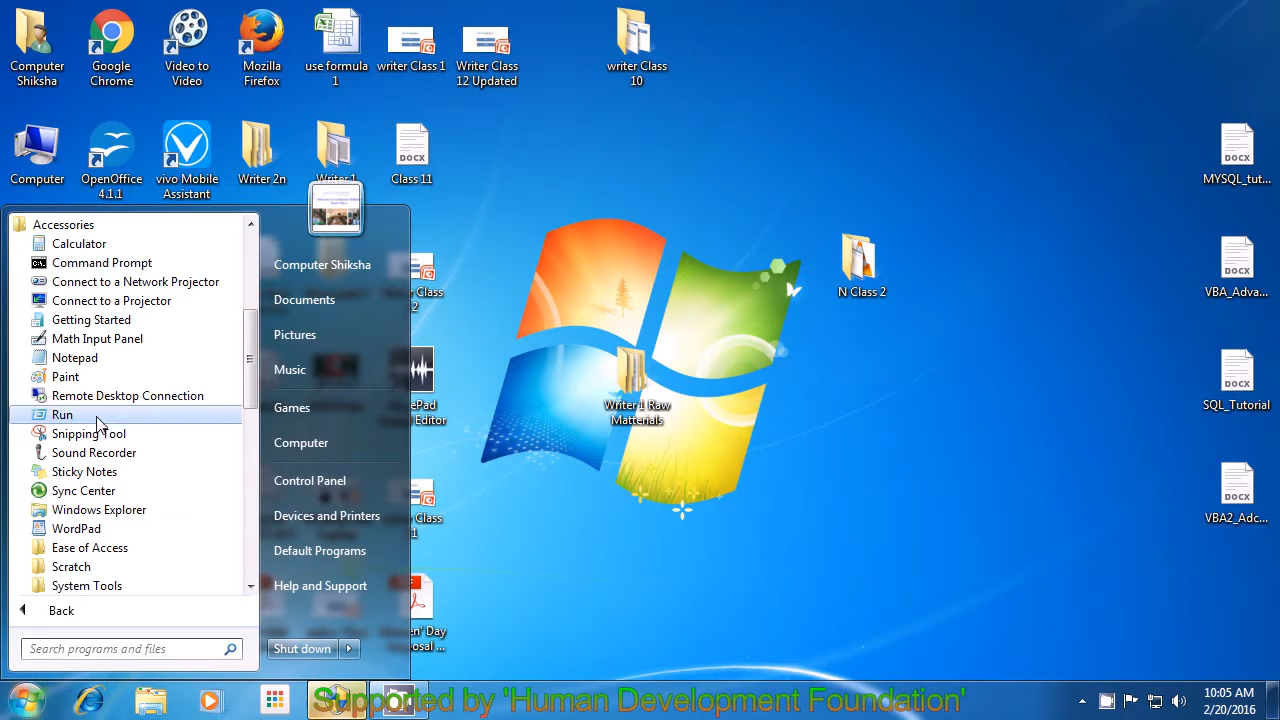 Computer
Shiksha
Google
Chrome
Video to
Video
Mozilla
Firefox
use formula
1
writer Class 1
Writer Class
12 Updated
writer Class
10
Computer
OpenOffice
4.1.1
vivo Mobile
Assistant
Writer 2n
Writer 1
DOCX
Class 11
DOCX
MYSQL_tut...
DOCX
VBA_Adva...
DOCX
SQL_Tutorial
DOCX
VBA2_Adc...
N Class 2
Writer 1 Raw
Matterials
Class
2
Editor
Class
1
Day
Accessories
Calculator
Command Prompt
Connect to a Network Projector
Connect to a Projector
Getting Started
Math Input Panel
Notepad
Paint
Remote Desktop Connection
Run
Snipping Tool
Sound Recorder
Sticky Notes
Sync Center
Windows Explorer
WordPad
Ease of Access
Scratch
System Tools
Back
Search programs and files
Computer Shiksha
Documents
Pictures
Music
Games
Computer
Control Panel
Devices and Printers
Default Programs
Help and Support
Shut down
Supported by 'Human Development Foundation'
10:05 AM
2/20/2016